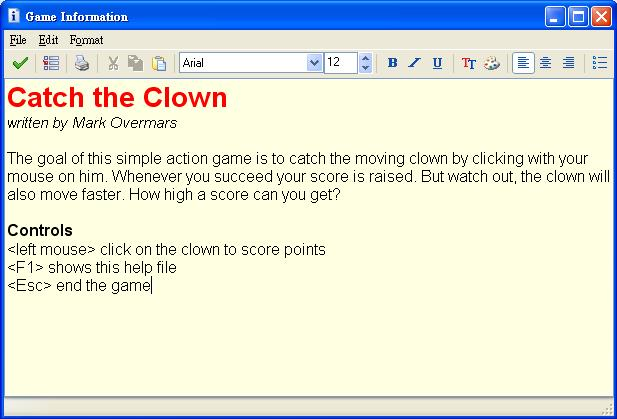 Game Information
File Edit Format
Arial 12 B I U TT
Catch the Clown
written by Mark Overmars
The goal of this simple action game is to catch the moving clown by clicking with your
mouse on him. Whenever you succeed your score is raised. But watch out, the clown will
also move faster. How high a score can you get?
Controls
<left mouse> click on the clown to score points
<F1> shows this help file
<Esc> end the game